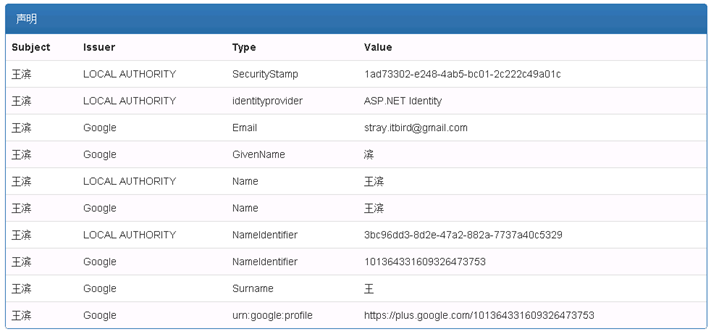 声明
Subject Issuer Type Value
王滨 LOCAL AUTHORITY SecurityStamp 1ad73302-e248-4ab5-bc01-2c222c49a01c
王滨 LOCAL AUTHORITY identityprovider ASP.NET Identity
王滨 Google Email stray.itbird@gmail.com
王滨 Google GivenName 滨
王滨 LOCAL AUTHORITY Name 王滨
王滨 Google Name 王滨
王滨 LOCAL AUTHORITY NameIdentifier 3bc96dd3-8d2e-47a2-882a-7737a40c5329
王滨 Google NameIdentifier 101364331609326473753
王滨 Google Surname 王
王滨 Google urn:google:profile https://plus.google.com/101364331609326473753